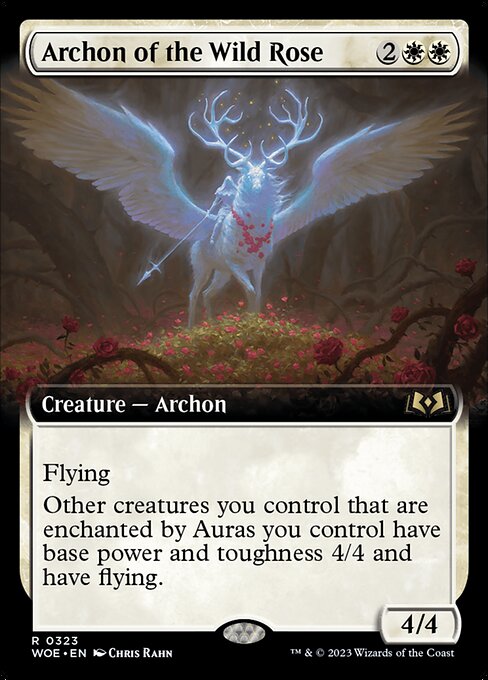 Archon of the Wild Rose 2
Creature — Archon
Flying
Other creatures you control that are
enchanted by Auras you control have
base power and toughness 4/4 and
have flying.
4/4
R 0323
WOE • EN Chris Rahn ™ & © 2023 Wizards of the Coast